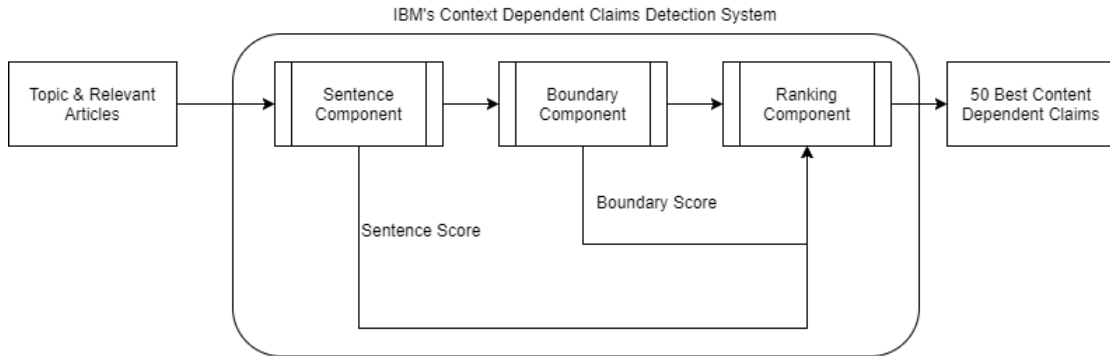 IBM's Context Dependent Claims Detection System
Topic & Relevant
Articles
Sentence
Component
Boundary
Component
Ranking
Component
50 Best Content
Dependent Claims
Boundary Score
Sentence Score